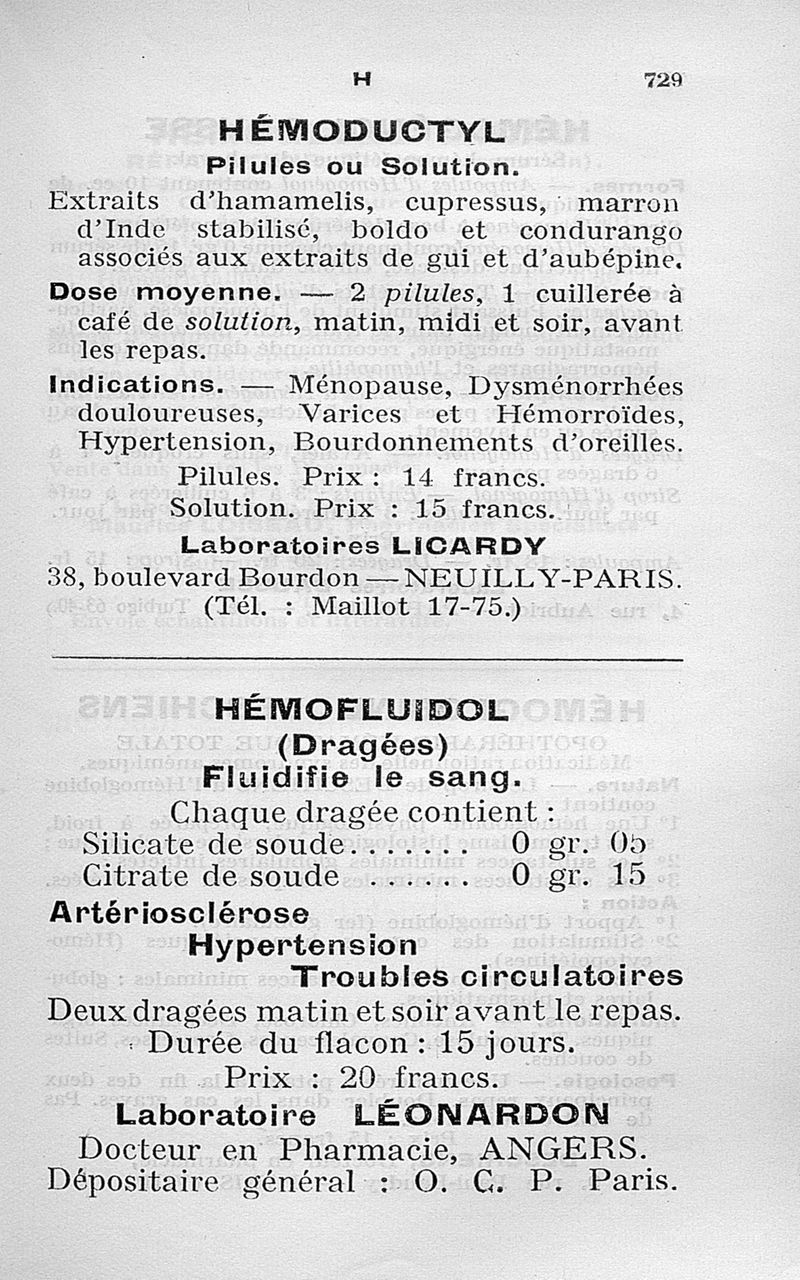 H 729
HÉMODUCTYL
Pilules ou Solution.
Extraits d'hamamelis, cupressus, marron
d'Inde stabilisé, boldo et condurango
associés aux extraits de gui et d'aubépine.
Dose moyenne. — 2 pilules, 1 cuillerée à
café de solution, matin, midi et soir, avant
les repas.
Indications. — Ménopause, Dysménorrhées
douloureuses, Varices et Hémorroïdes,
Hypertension, Bourdonnements d'oreilles.
Pilules. Prix : 14 francs.
Solution. Prix : 15 francs.
Laboratoires LICARDY
38, boulevard Bourdon — NEUILLY-PARIS.
(Tél. : Maillot 17-75.)
HÉMOFLUIDOL
(Dragées)
Fluidifie le sang.
Chaque dragée contient :
Silicate de soude........ 0 gr. 05
Citrate de soude ...... 0 gr. 15
Artériosclérose
Hypertension
Troubles circulatoires
Deux dragées matin et soir avant le repas.
Durée du flacon : 15 jours.
Prix : 20 francs.
Laboratoire LÉONARDON
Docteur en Pharmacie, ANGERS.
Dépositaire général : O. C. P. Paris.